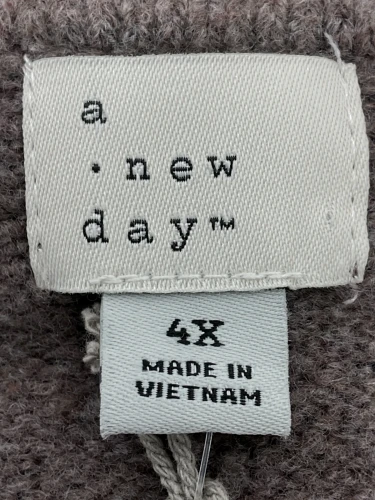 a
· new
day™
4X
MADE IN
VIETNAM